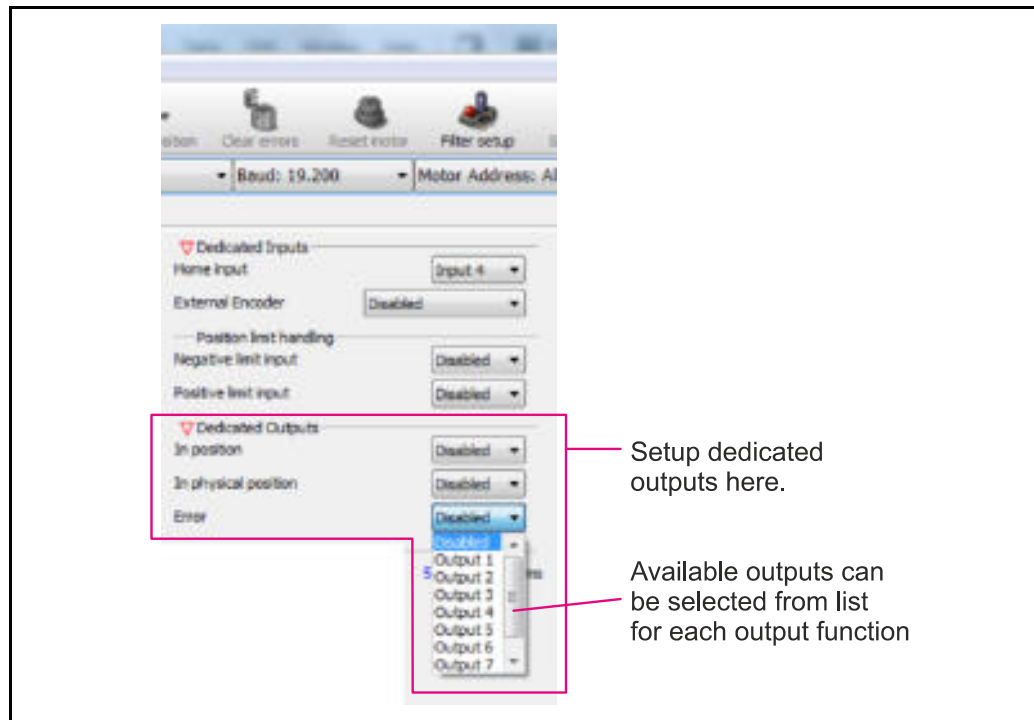 Clear errors
Reset motor
Filter setup
Baud: 19.200
Motor Address: Al
Dedicated Inputs
Home input
Input 4
External Encoder
Disabled
Position limit handling
Negative limit input
Disabled
Positive limit input
Disabled
Dedicated Outputs
In position
Disabled
In physical position
Disabled
Error
Disabled
Disabled
Output 1
Output 2
Output 3
Output 4
Output 5
Output 6
Output 7
Setup dedicated
outputs here.
Available outputs can
be selected from list
for each output function